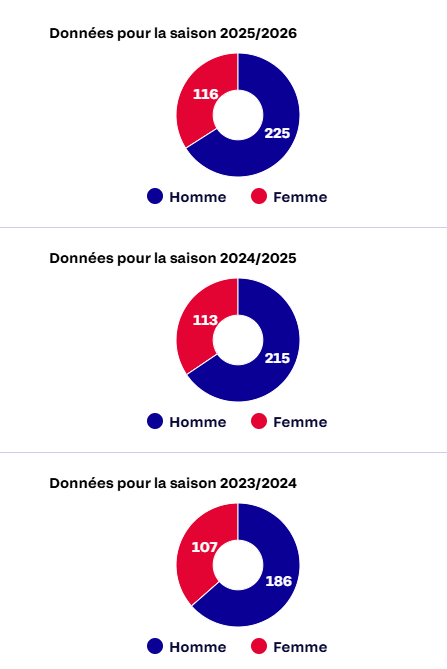 Données pour la saison 2025/2026
116
225
Homme Femme
Données pour la saison 2024/2025
113
215
Homme Femme
Données pour la saison 2023/2024
107
186
Homme Femme